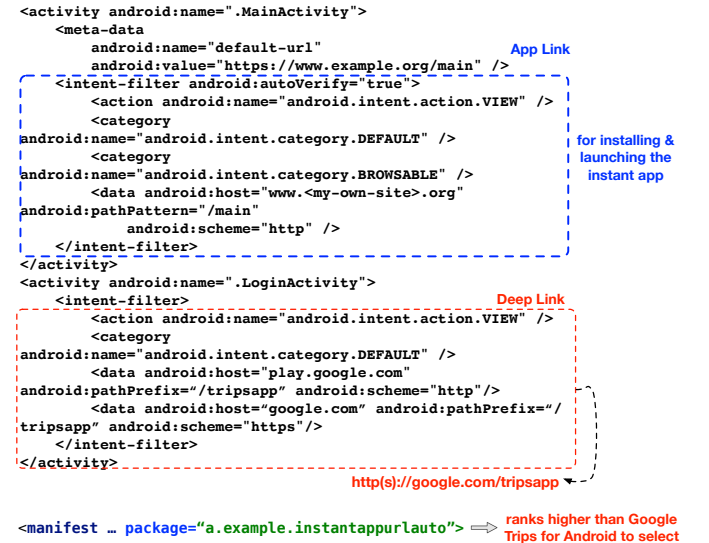 <activity android:name=".MainActivity">
<meta-data
android:name="default-url"
android:value="https://www.example.org/main" />
App Link
<intent-filter android:autoVerify="true">
<action android:name="android.intent.action.VIEW" />
<category
android:name="android.intent.category.DEFAULT" />
<category
android:name="android.intent.category.BROWSABLE" />
<data android:host="www.<my-own-site>.org"
android:pathPattern="/main"
android:scheme="http" />
</intent-filter>
for installing &
launching the
instant app
</activity>
<activity android:name=".LoginActivity">
<intent-filter>
Deep Link
<action android:name="android.intent.action.VIEW" />
<category
android:name="android.intent.category.DEFAULT" />
<data android:host="play.google.com"
android:pathPrefix=“/tripsapp” android:scheme="http"/>
<data android:host=“google.com” android:pathPrefix=“/
tripsapp” android:scheme="https"/>
</intent-filter>
</activity>
http(s)://google.com/tripsapp
<manifest … package=“a.example.instantappurlauto”>
ranks higher than Google
Trips for Android to select